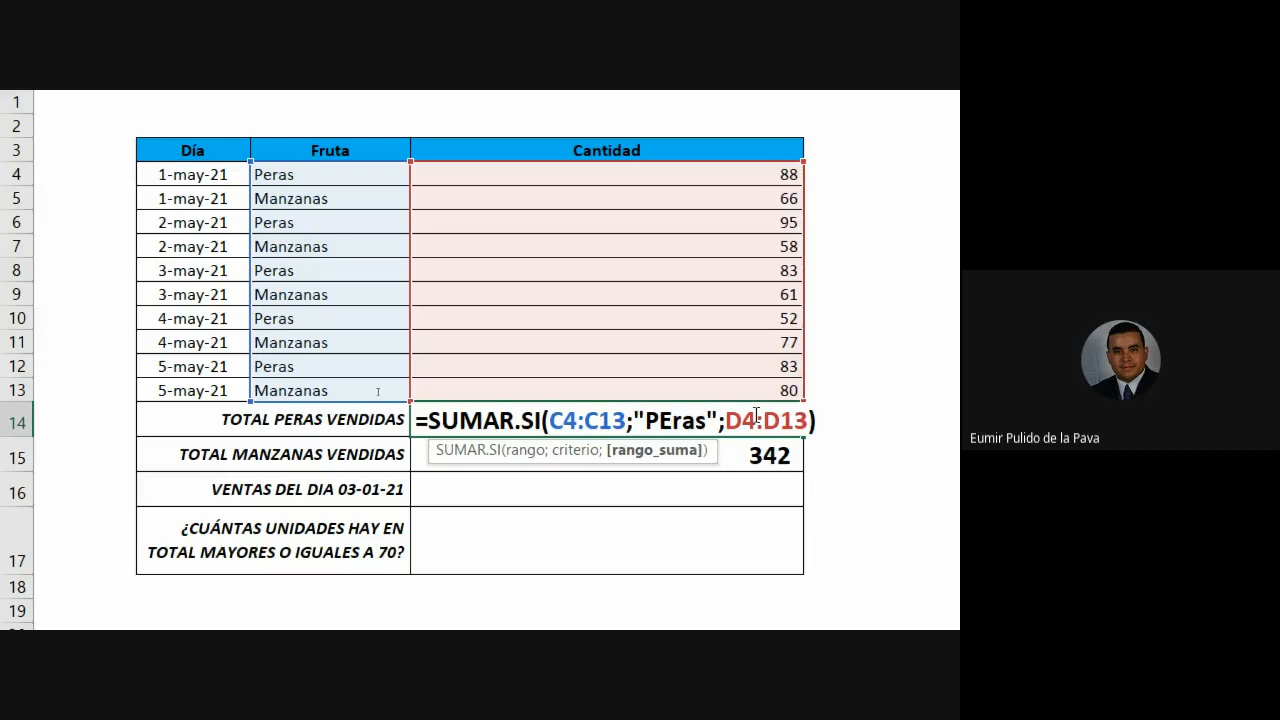 1
2
3 Día Fruta Cantidad
4 1-may-21 Peras 88
5 1-may-21 Manzanas 66
6 2-may-21 Peras 95
7 2-may-21 Manzanas 58
8 3-may-21 Peras 83
9 3-may-21 Manzanas 61
10 4-may-21 Peras 52
11 4-may-21 Manzanas 77
12 5-may-21 Peras 83
13 5-may-21 Manzanas 80
14 TOTAL PERAS VENDIDAS =SUMAR.SI(C4:C13;"PEras";D4:D13)
SUMAR.SI(rango; criterio; [rango_suma])
15 TOTAL MANZANAS VENDIDAS 342
16 VENTAS DEL DIA 03-01-21
¿CUÁNTAS UNIDADES HAY EN
17 TOTAL MAYORES O IGUALES A 70?
18
19
Eumir Pulido de la Pava